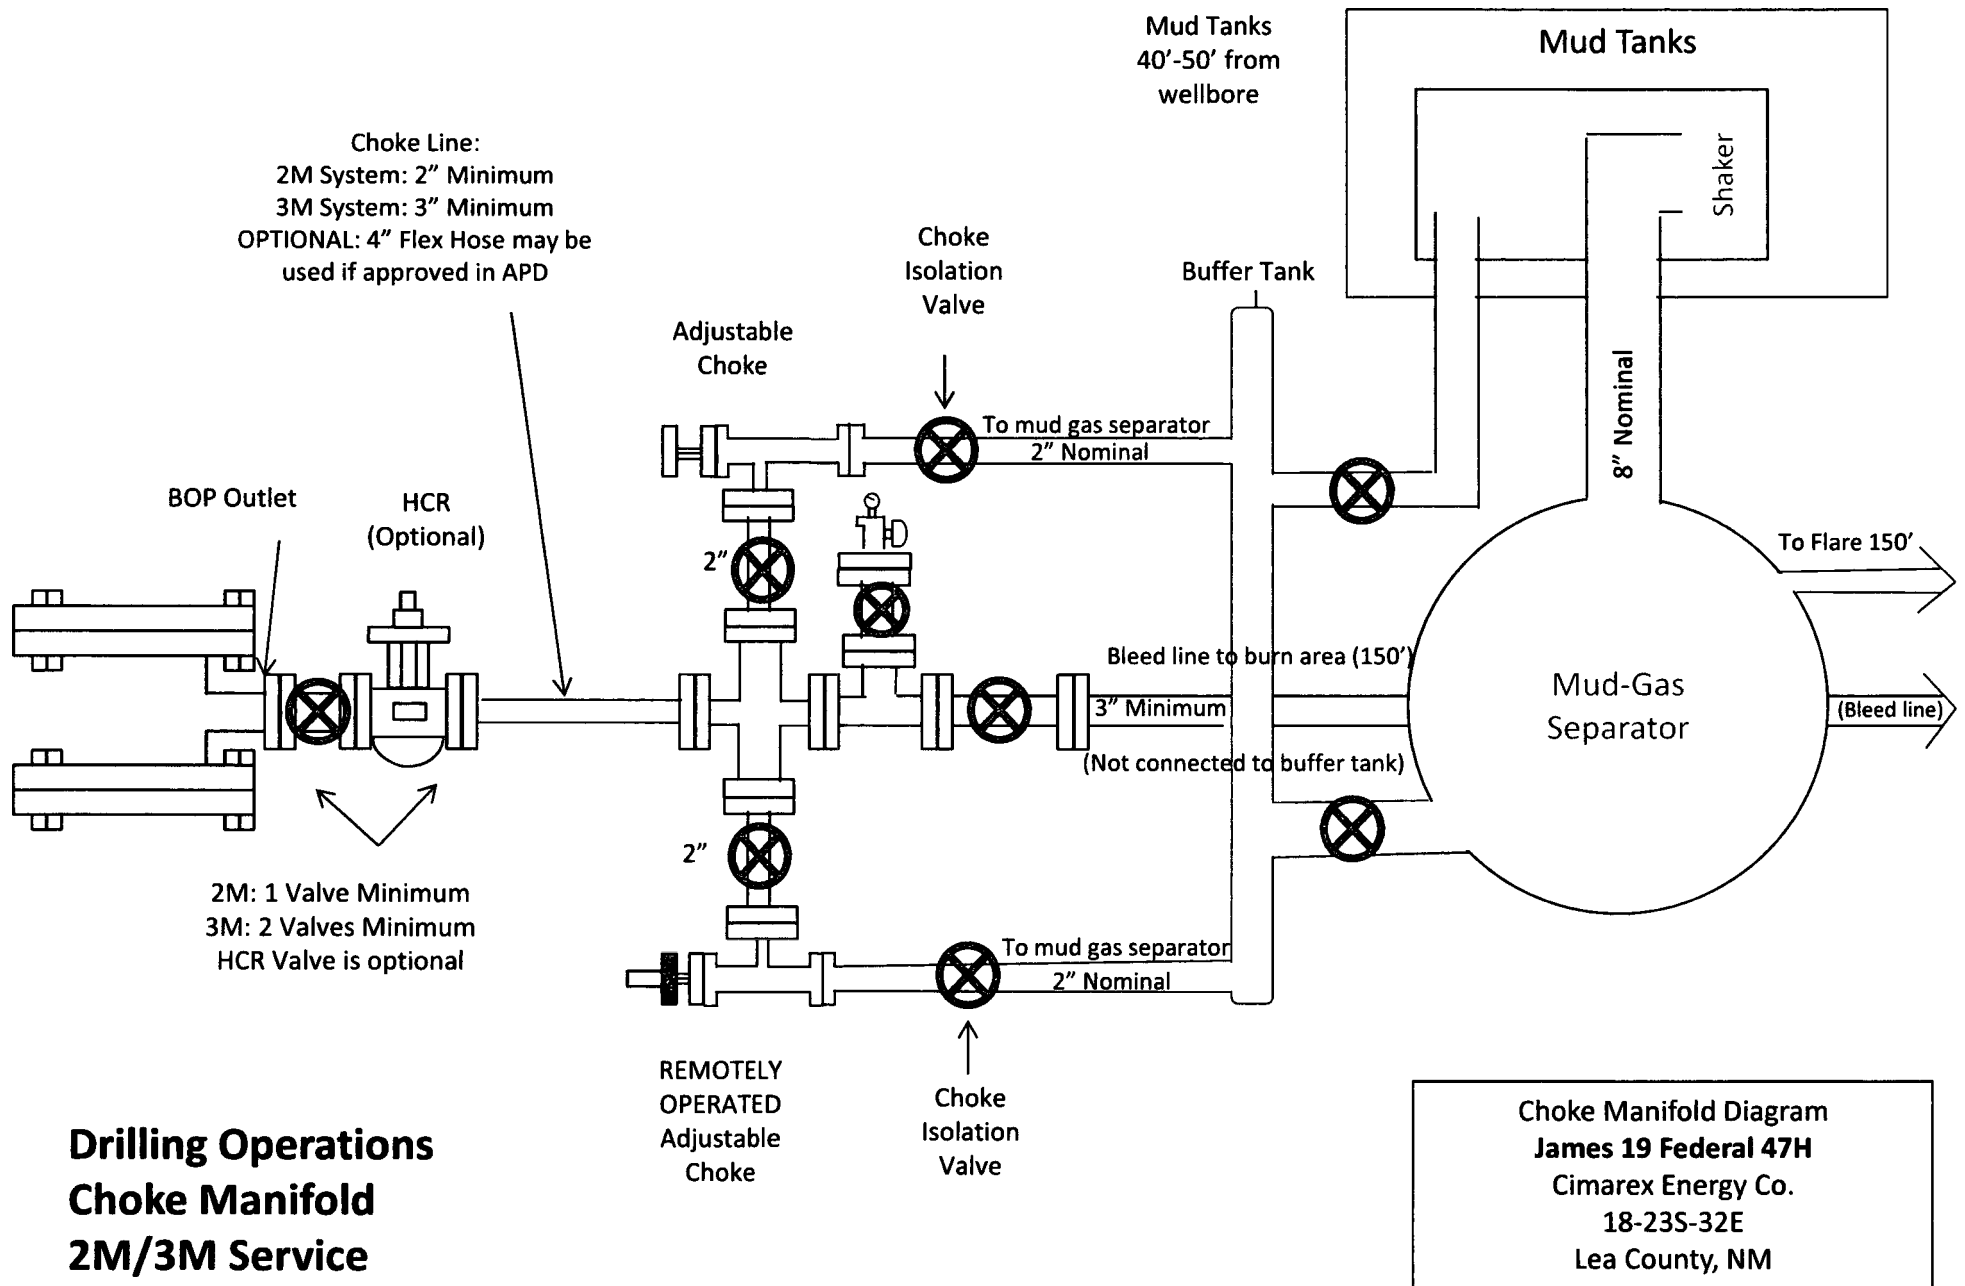 Mud Tanks
40'-50' from
wellbore
Mud Tanks
Shaker
Choke Line:
2M System: 2” Minimum
3M System: 3” Minimum
OPTIONAL: 4” Flex Hose may be
used if approved in APD
Choke
Isolation
Valve
Buffer Tank
Adjustable
Choke
8” Nominal
To mud gas separator
2” Nominal
BOP Outlet
HCR
(Optional)
2”
To Flare 150’
Bleed line to burn area (150’)
3” Minimum
(Not connected to buffer tank)
Mud-Gas
Separator
(Bleed line)
2”
2M: 1 Valve Minimum
3M: 2 Valves Minimum
HCR Valve is optional
To mud gas separator
2” Nominal
REMOTELY
OPERATED
Adjustable
Choke
Choke
Isolation
Valve
Drilling Operations
Choke Manifold
2M/3M Service
Choke Manifold Diagram
James 19 Federal 47H
Cimarex Energy Co.
18-23S-32E
Lea County, NM